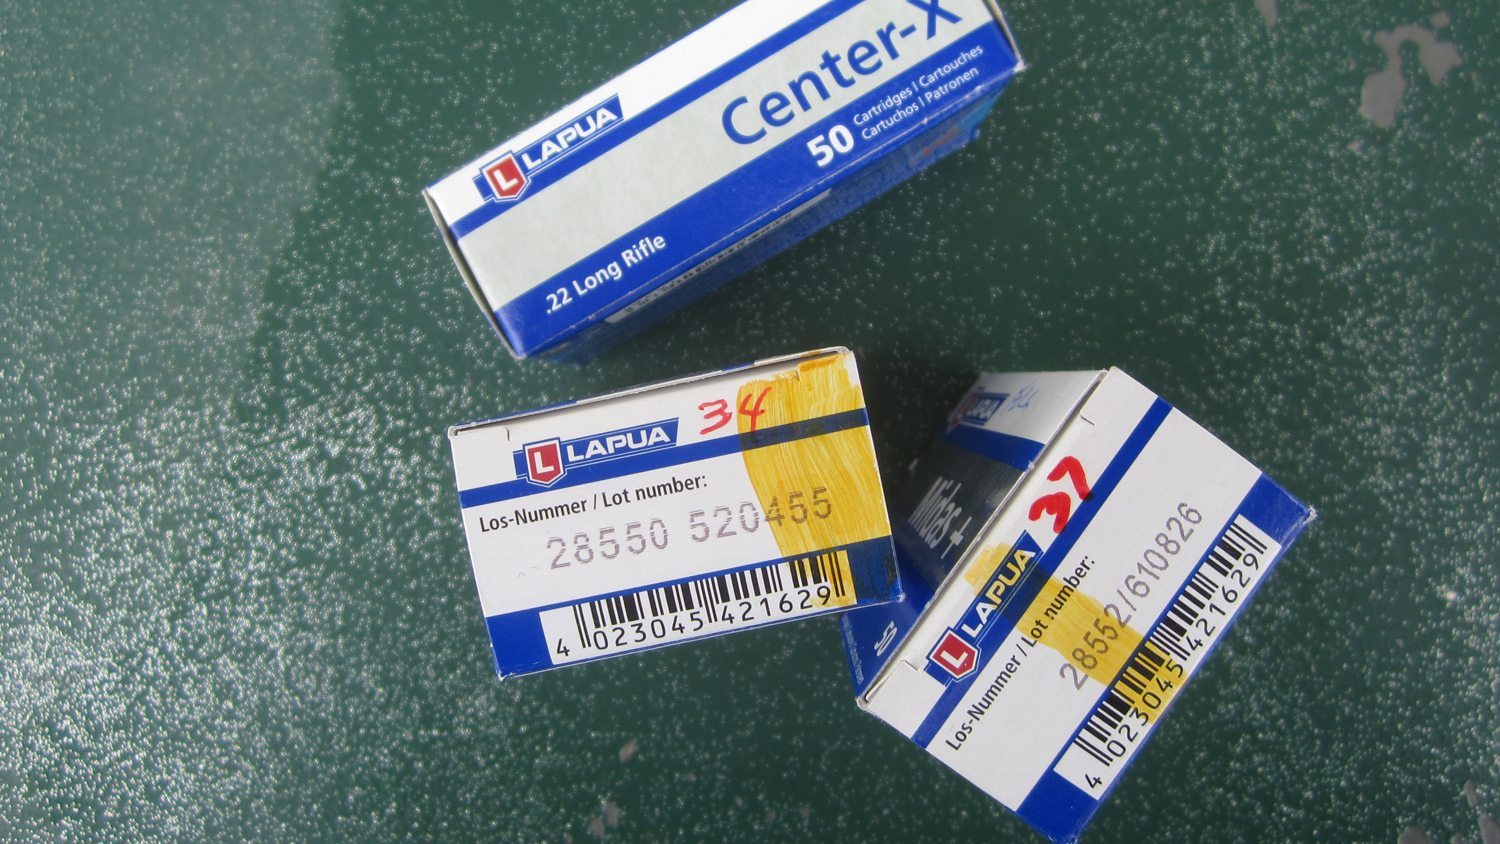 LAPUA
Center-X
50
Cartridges | Cartouches
Cartuchos | Patronen
.22 Long Rifle
L LAPUA 34
Los-Nummer / Lot number:
28550 520455
4 023045 421629
Midas+
L LAPUA 37
Los-Nummer / Lot number:
28552/610826
4 023045 421629